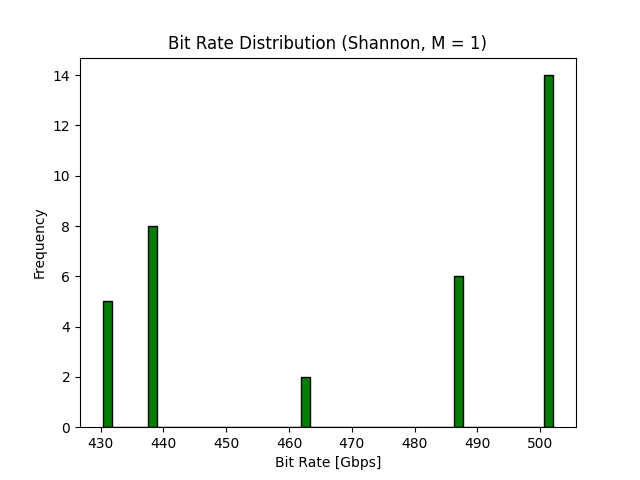 Bit Rate Distribution (Shannon, M = 1)
14
12
10
8
6
4
2
0
Frequency
430 440 450 460 470 480 490 500
Bit Rate [Gbps]